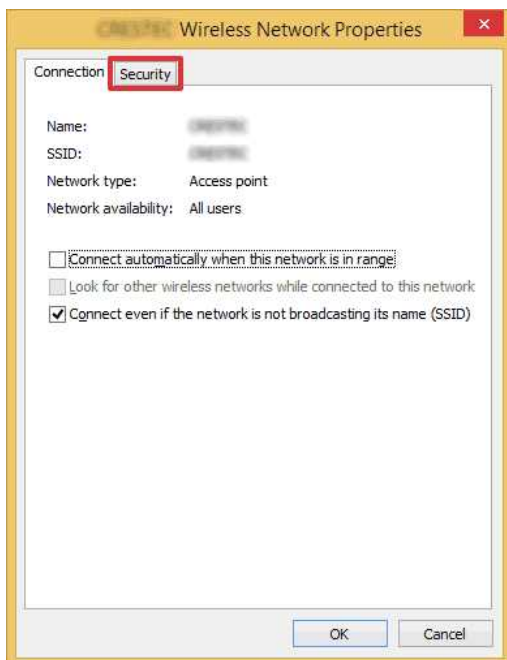 Wireless Network Properties
Connection
Security
Name:
SSID:
Network type: Access point
Network availability: All users
Connect automatically when this network is in range
Look for other wireless networks while connected to this network
Connect even if the network is not broadcasting its name (SSID)
OK
Cancel